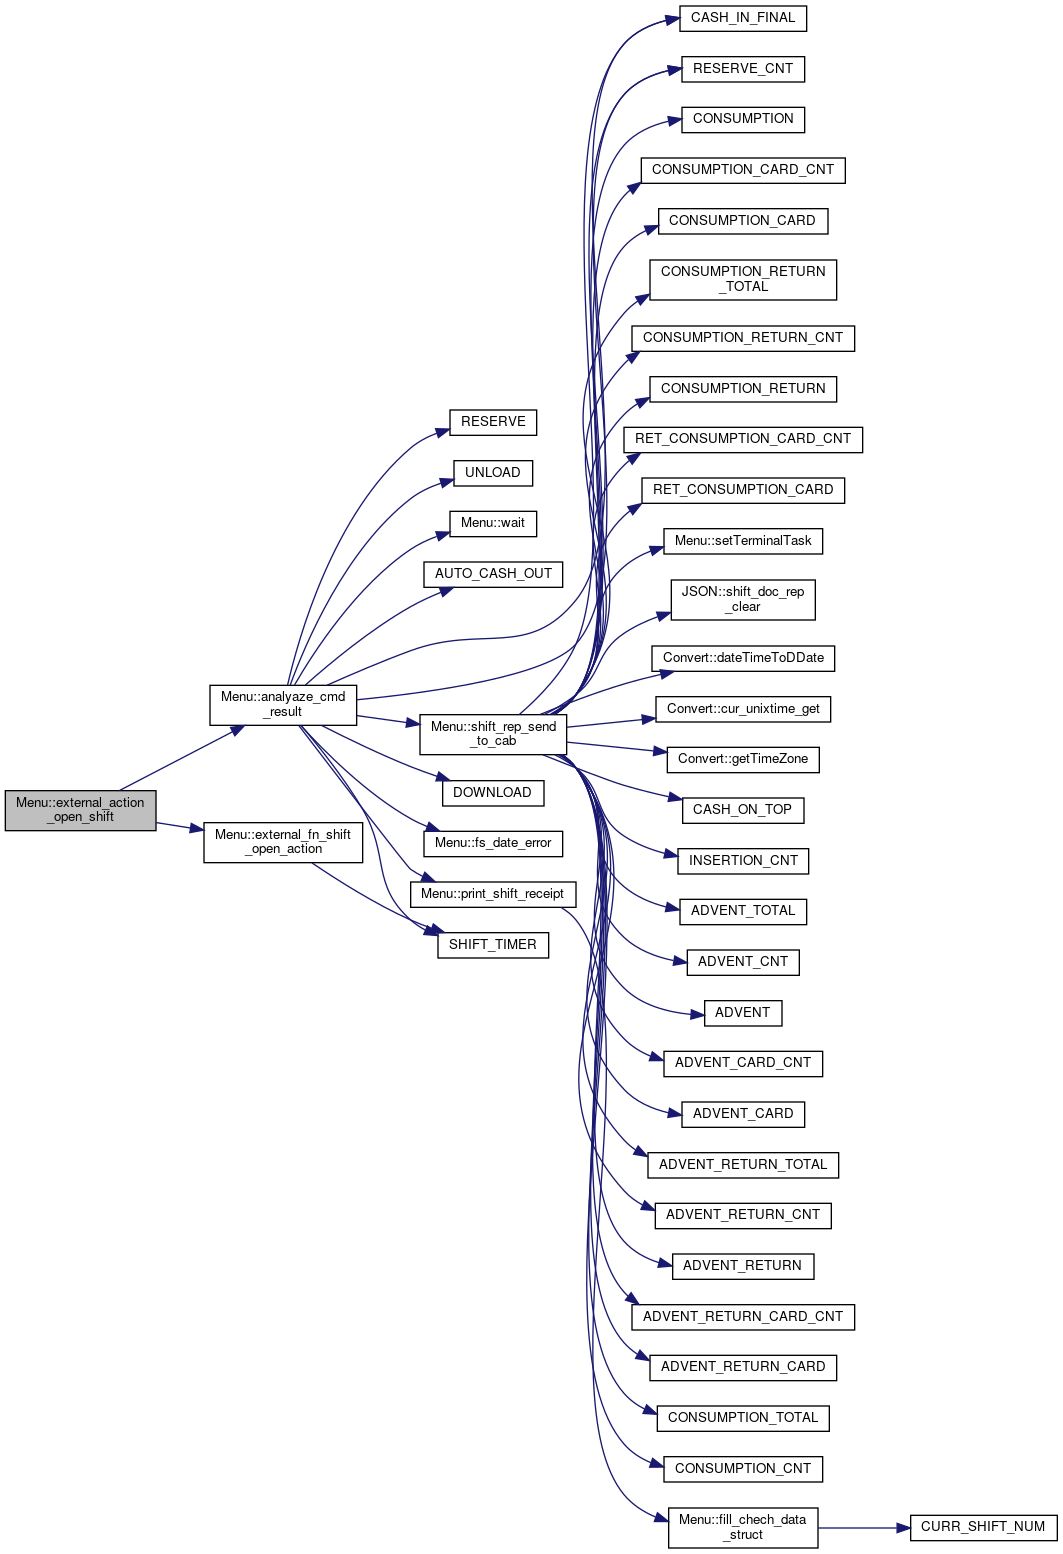 CASH_IN_FINAL
RESERVE_CNT
CONSUMPTION
CONSUMPTION_CARD_CNT
CONSUMPTION_CARD
CONSUMPTION_RETURN
_TOTAL
CONSUMPTION_RETURN_CNT
CONSUMPTION_RETURN
RET_CONSUMPTION_CARD_CNT
RET_CONSUMPTION_CARD
Menu::setTerminalTask
JSON::shift_doc_rep
_clear
Convert::dateTimeToDDate
Convert::cur_unixtime_get
Convert::getTimeZone
CASH_ON_TOP
INSERTION_CNT
ADVENT_TOTAL
ADVENT_CNT
ADVENT
ADVENT_CARD_CNT
ADVENT_CARD
ADVENT_RETURN_TOTAL
ADVENT_RETURN_CNT
ADVENT_RETURN
ADVENT_RETURN_CARD_CNT
ADVENT_RETURN_CARD
CONSUMPTION_TOTAL
CONSUMPTION_CNT
Menu::fill_chech_data
_struct
CURR_SHIFT_NUM
RESERVE
UNLOAD
Menu::wait
AUTO_CASH_OUT
Menu::shift_rep_send
_to_cab
DOWNLOAD
Menu::fs_date_error
Menu::print_shift_receipt
SHIFT_TIMER
Menu::analyaze_cmd
_result
Menu::external_fn_shift
_open_action
Menu::external_action
_open_shift